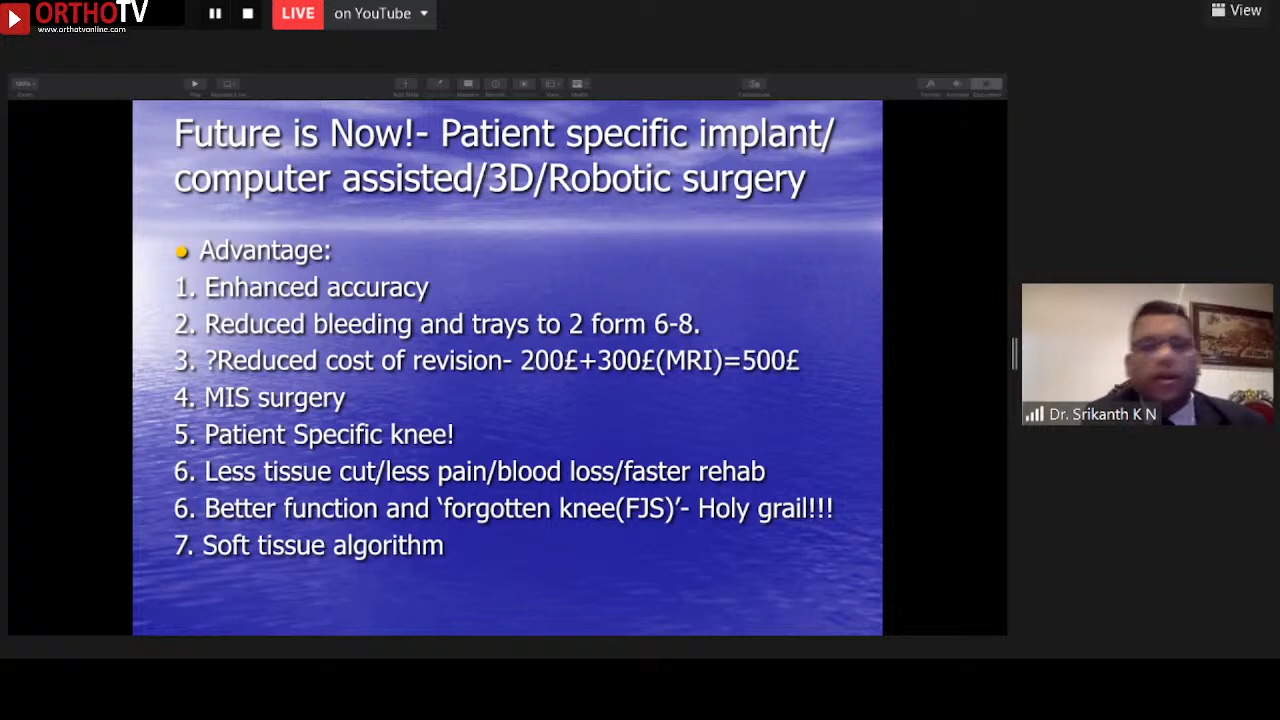 ORTHOTV
www.orthotvonline.com
LIVE on YouTube
View
Future is Now!- Patient specific implant/
computer assisted/3D/Robotic surgery
Advantage:
1. Enhanced accuracy
2. Reduced bleeding and trays to 2 form 6-8.
3. ?Reduced cost of revision- 200£+300£(MRI)=500£
4. MIS surgery
5. Patient Specific knee!
6. Less tissue cut/less pain/blood loss/faster rehab
6. Better function and ‘forgotten knee(FJS)’- Holy grail!!!
7. Soft tissue algorithm
Dr. Srikanth K N